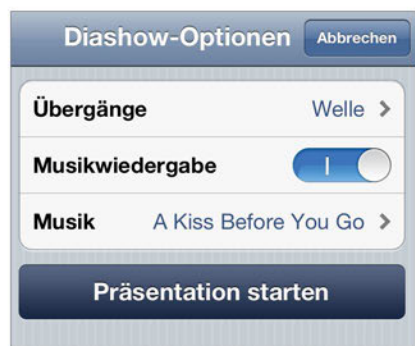 Diashow-Optionen Abbrechen
Übergänge Welle >
Musikwiedergabe
Musik A Kiss Before You Go >
Präsentation starten